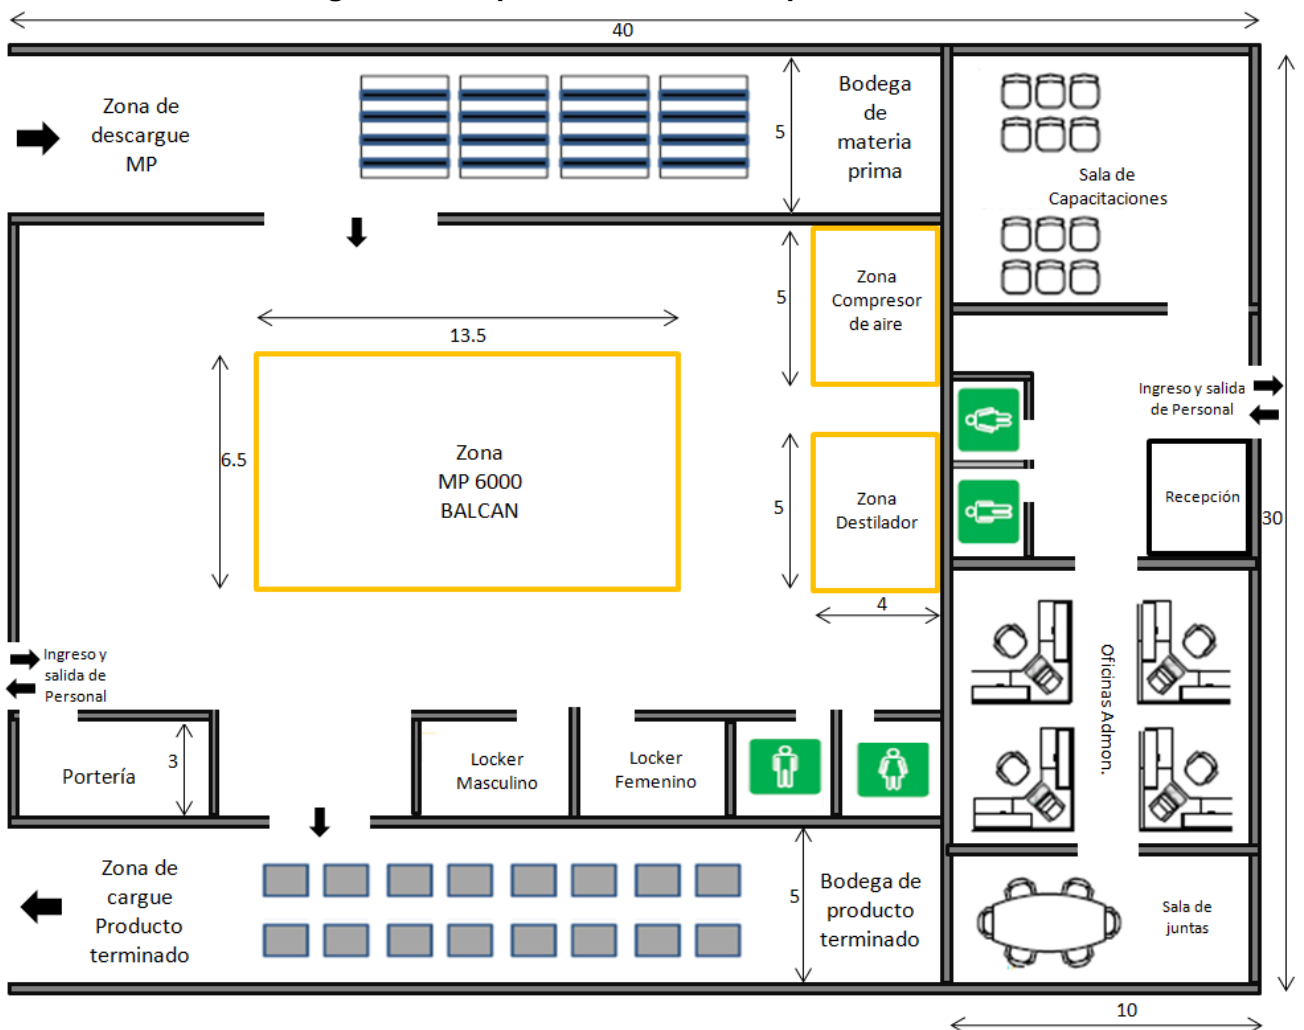 40
Zona de
descargue
MP
5
Bodega
de
materia
prima
Sala de
Capacitaciones
5
Zona
Compresor
de aire
13.5
6.5
Zona
MP 6000
BALCAN
5
Zona
Destilador
4
Ingreso y salida
de Personal
Recepción
30
Ingreso y
salida de
Personal
Portería
3
Locker
Masculino
Locker
Femenino
Oficinas Admon.
Zona de
cargue
Producto
terminado
5
Bodega de
producto
terminado
Sala de
juntas
10